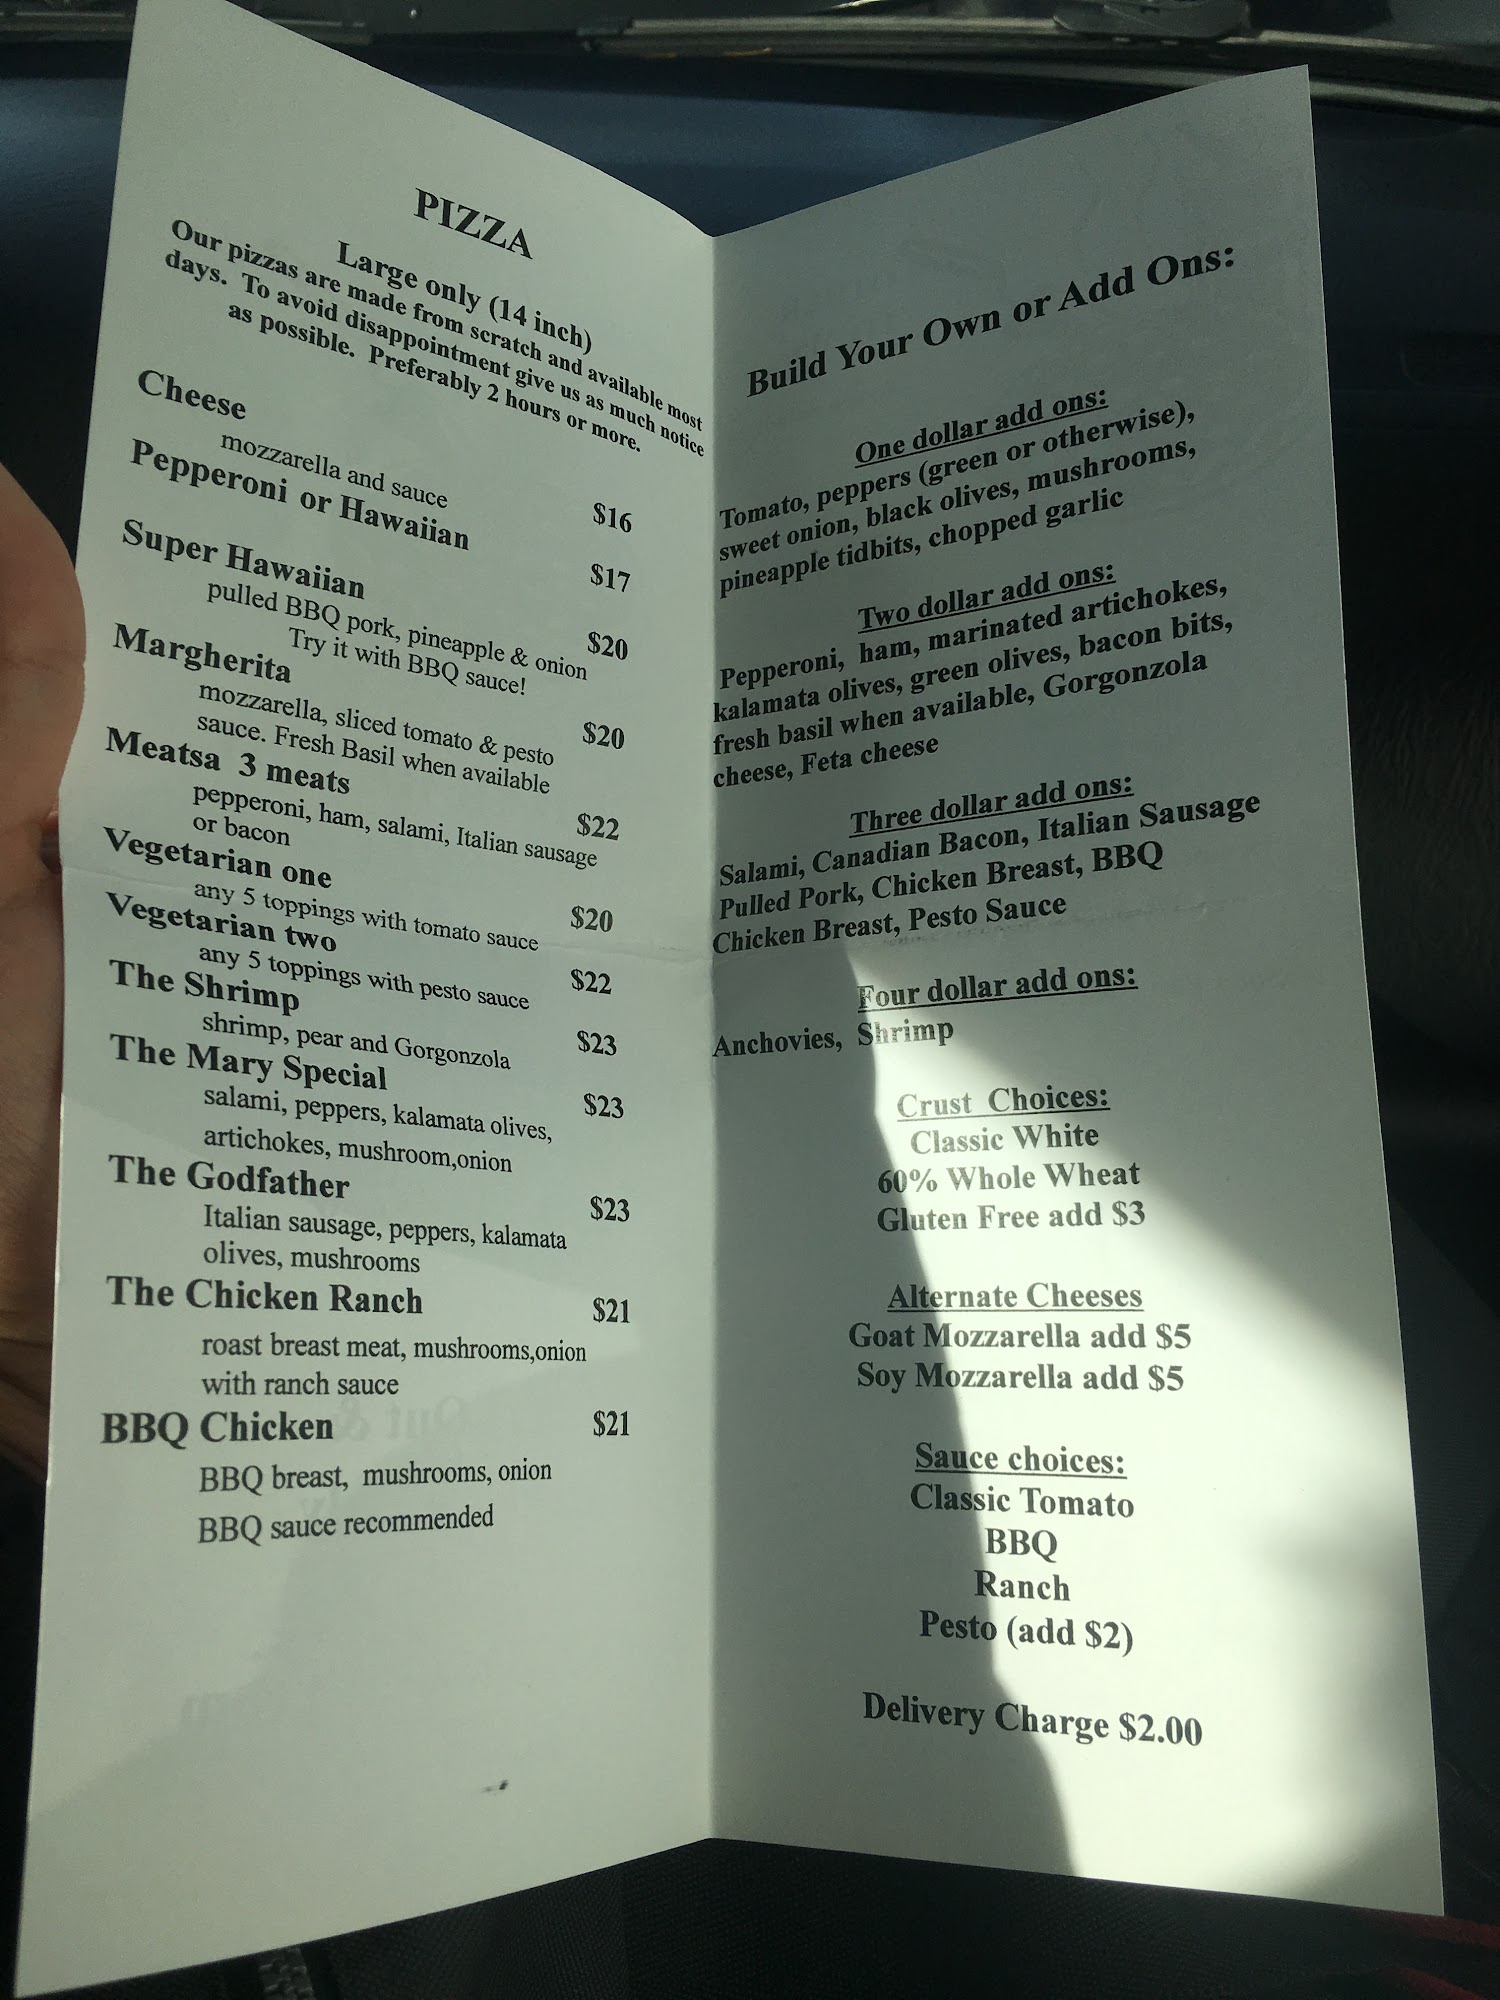 PIZZA
Large only (14 inch)
Our pizzas are made from scratch and available most
days. To avoid disappointment give us as much notice
as possible. Preferably 2 hours or more.
Cheese $16
mozzarella and sauce
Pepperoni or Hawaiian $17
Super Hawaiian $20
pulled BBQ pork, pineapple & onion
Try it with BBQ sauce!
Margherita $20
mozzarella, sliced tomato & pesto
sauce. Fresh Basil when available
Meatsa 3 meats $22
pepperoni, ham, salami, Italian sausage
or bacon
Vegetarian one $20
any 5 toppings with tomato sauce
Vegetarian two $22
any 5 toppings with pesto sauce
The Shrimp $23
shrimp, pear and Gorgonzola
The Mary Special $23
salami, peppers, kalamata olives,
artichokes, mushroom,onion
The Godfather $23
Italian sausage, peppers, kalamata
olives, mushrooms
The Chicken Ranch $21
roast breast meat, mushrooms,onion
with ranch sauce
BBQ Chicken $21
BBQ breast, mushrooms, onion
BBQ sauce recommended
Build Your Own or Add Ons:
One dollar add ons:
Tomato, peppers (green or otherwise),
sweet onion, black olives, mushrooms,
pineapple tidbits, chopped garlic
Two dollar add ons:
Pepperoni, ham, marinated artichokes,
kalamata olives, green olives, bacon bits,
fresh basil when available, Gorgonzola
cheese, Feta cheese
Three dollar add ons:
Salami, Canadian Bacon, Italian Sausage
Pulled Pork, Chicken Breast, BBQ
Chicken Breast, Pesto Sauce
Four dollar add ons:
Anchovies, Shrimp
Crust Choices:
Classic White
60% Whole Wheat
Gluten Free add $3
Alternate Cheeses
Goat Mozzarella add $5
Soy Mozzarella add $5
Sauce choices:
Classic Tomato
BBQ
Ranch
Pesto (add $2)
Delivery Charge $2.00